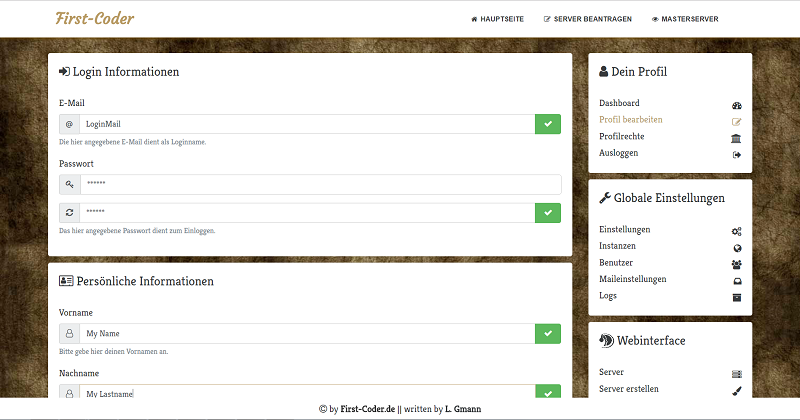 First-Coder
HAUPTSEITE
SERVER BEANTRAGEN
MASTERSERVER
Login Informationen
E-Mail
@ LoginMail
Die hier angegebene E-Mail dient als Loginname.
Passwort
******
******
Das hier angegebene Passwort dient zum Einloggen.
Persönliche Informationen
Vorname
My Name
Bitte gebe hier deinen Vornamen an.
Nachname
My Lastname
Dein Profil
Dashboard
Profil bearbeiten
Profilrechte
Ausloggen
Globale Einstellungen
Einstellungen
Instanzen
Benutzer
Maileinstellungen
Logs
Webinterface
Server
Server erstellen
© by First-Coder.de || written by L. Gmann